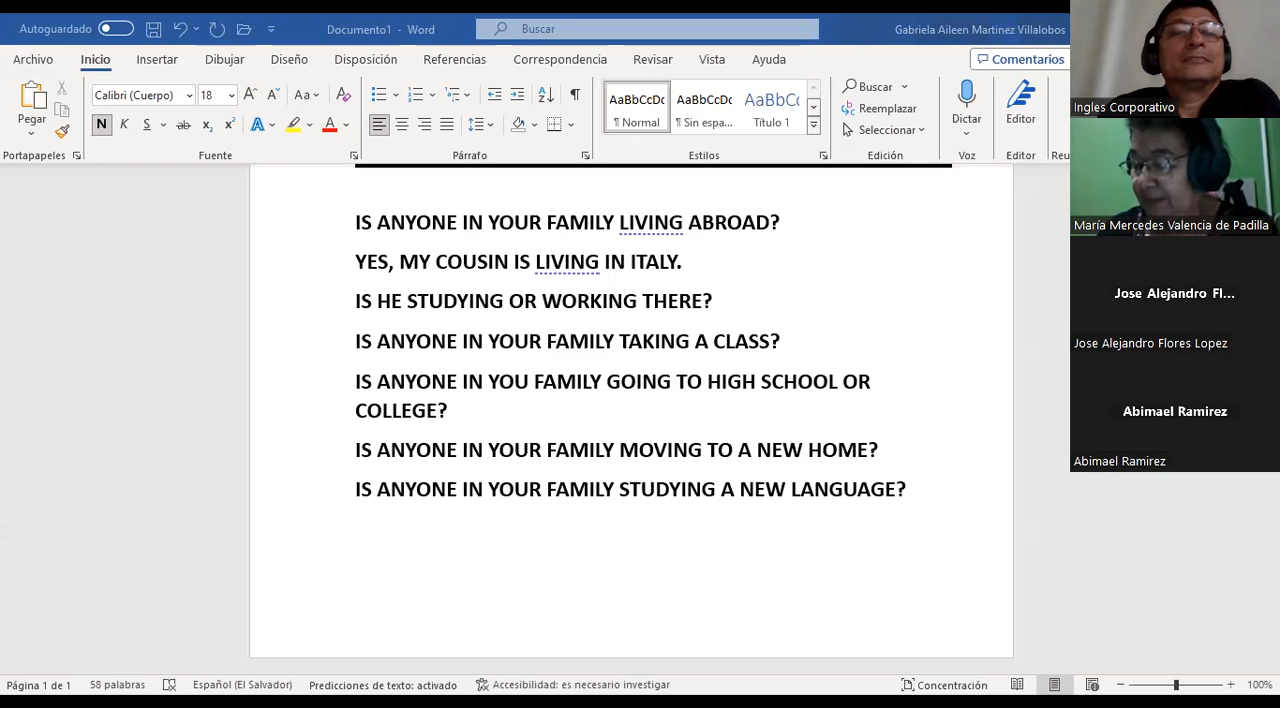 Autoguardado
Documento1 - Word
Buscar
Gabriela Aileen Martinez Villalobos
Archivo Inicio Insertar Dibujar Diseño Disposición Referencias Correspondencia Revisar Vista Ayuda
Comentarios
Pegar
Calibri (Cuerpo) 18
N K S ab x₂ x² A A
AaBbCcDc AaBbCcDc AaBbCc
¶ Normal ¶ Sin espa... Título 1
Buscar
Reemplazar
Seleccionar
Dictar
Editor
Portapapeles Fuente Párrafo Estilos Edición Voz Editor Reu
IS ANYONE IN YOUR FAMILY LIVING ABROAD?
YES, MY COUSIN IS LIVING IN ITALY.
IS HE STUDYING OR WORKING THERE?
IS ANYONE IN YOUR FAMILY TAKING A CLASS?
IS ANYONE IN YOU FAMILY GOING TO HIGH SCHOOL OR
COLLEGE?
IS ANYONE IN YOUR FAMILY MOVING TO A NEW HOME?
IS ANYONE IN YOUR FAMILY STUDYING A NEW LANGUAGE?
Ingles Corporativo
María Mercedes Valencia de Padilla
Jose Alejandro Fl...
Jose Alejandro Flores Lopez
Abimael Ramirez
Abimael Ramirez
Página 1 de 1 58 palabras Español (El Salvador) Predicciones de texto: activado Accesibilidad: es necesario investigar Concentración 100%